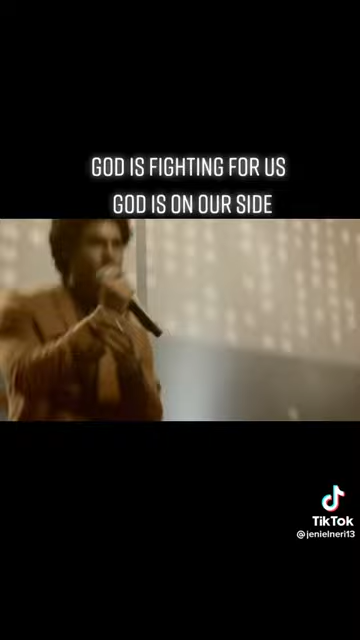 GOD IS FIGHTING FOR US
GOD IS ON OUR SIDE
TikTok
@jenielneri13